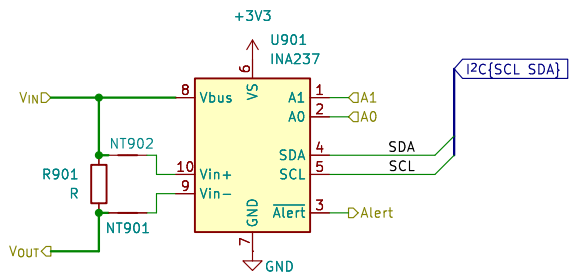 +3V3
U901
INA237
I²C{SCL SDA}
VIN
8
Vbus
6
VS
A1
1
A1
A0
2
A0
NT902
SDA
4
SDA
R901
R
10
Vin+
SCL
5
SCL
9
Vin-
NT901
GND
7
Alert
3
Alert
VOUT
GND